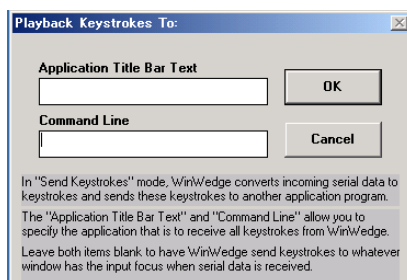 Playback Keystrokes To:
Application Title Bar Text
OK
Command Line
Cancel
In "Send Keystrokes" mode, WinWedge converts incoming serial data to
keystrokes and sends these keystrokes to another application program.
The "Application Title Bar Text" and "Command Line" allow you to
specify the application that is to receive all keystrokes from WinWedge.
Leave both items blank to have WinWedge send keystrokes to whatever
window has the input focus when serial data is received.